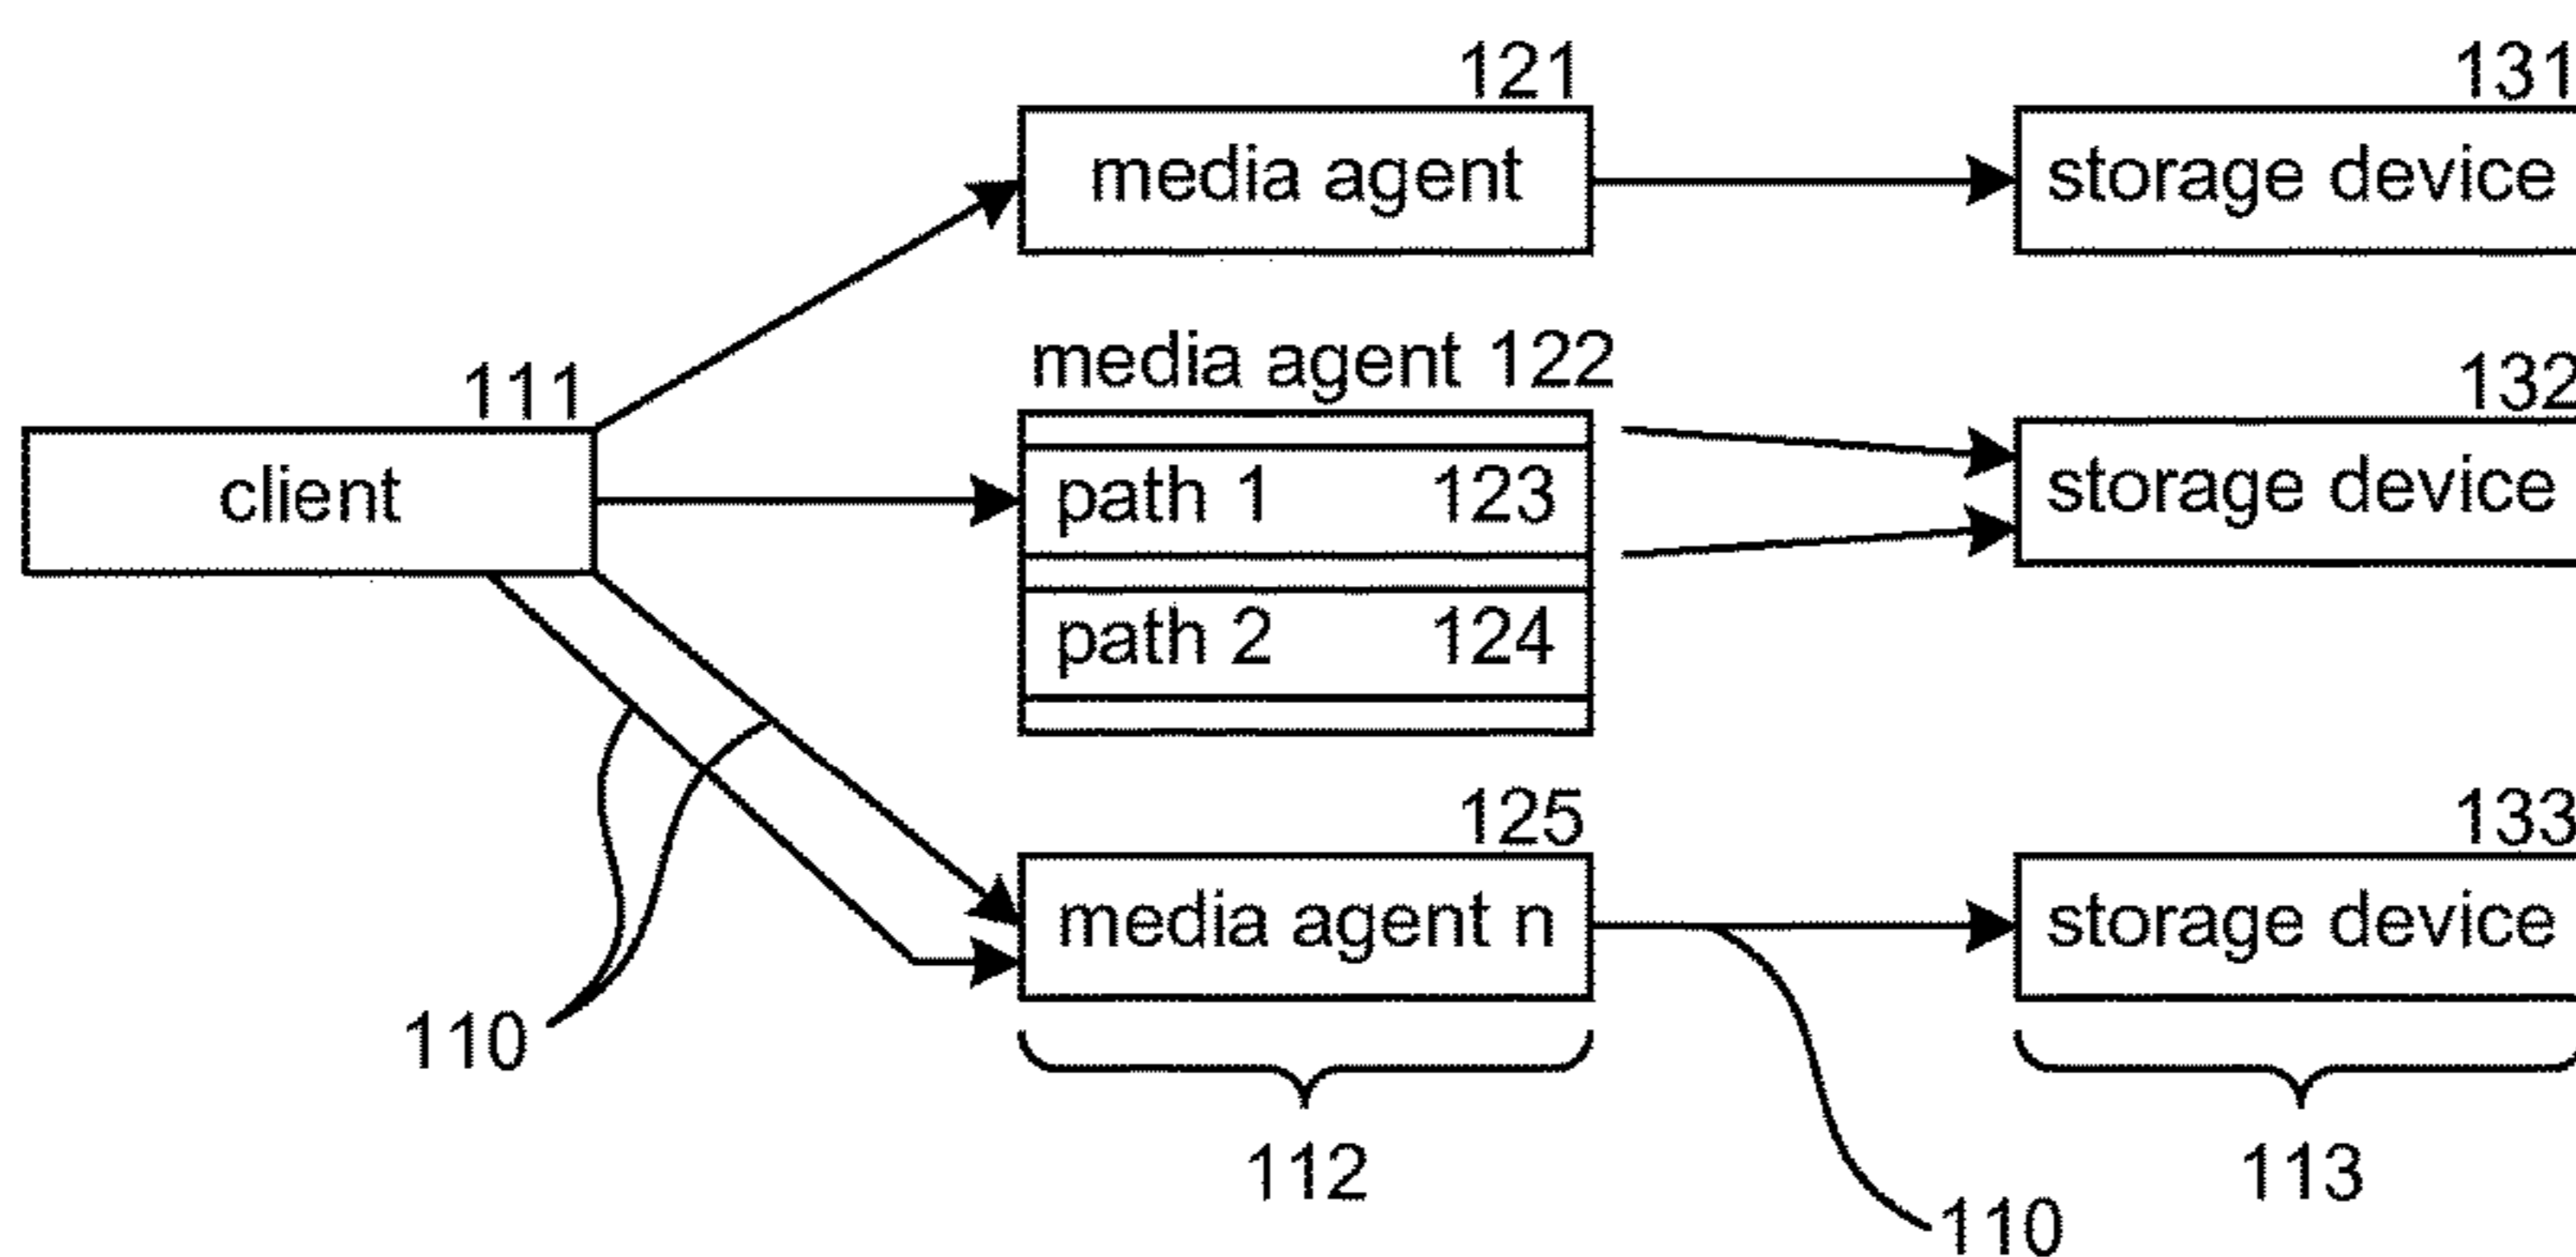 121
131
media agent
storage device
111
media agent 122
132
client
path 1 123
storage device
path 2 124
125
133
media agent n
storage device
110
112
113
110